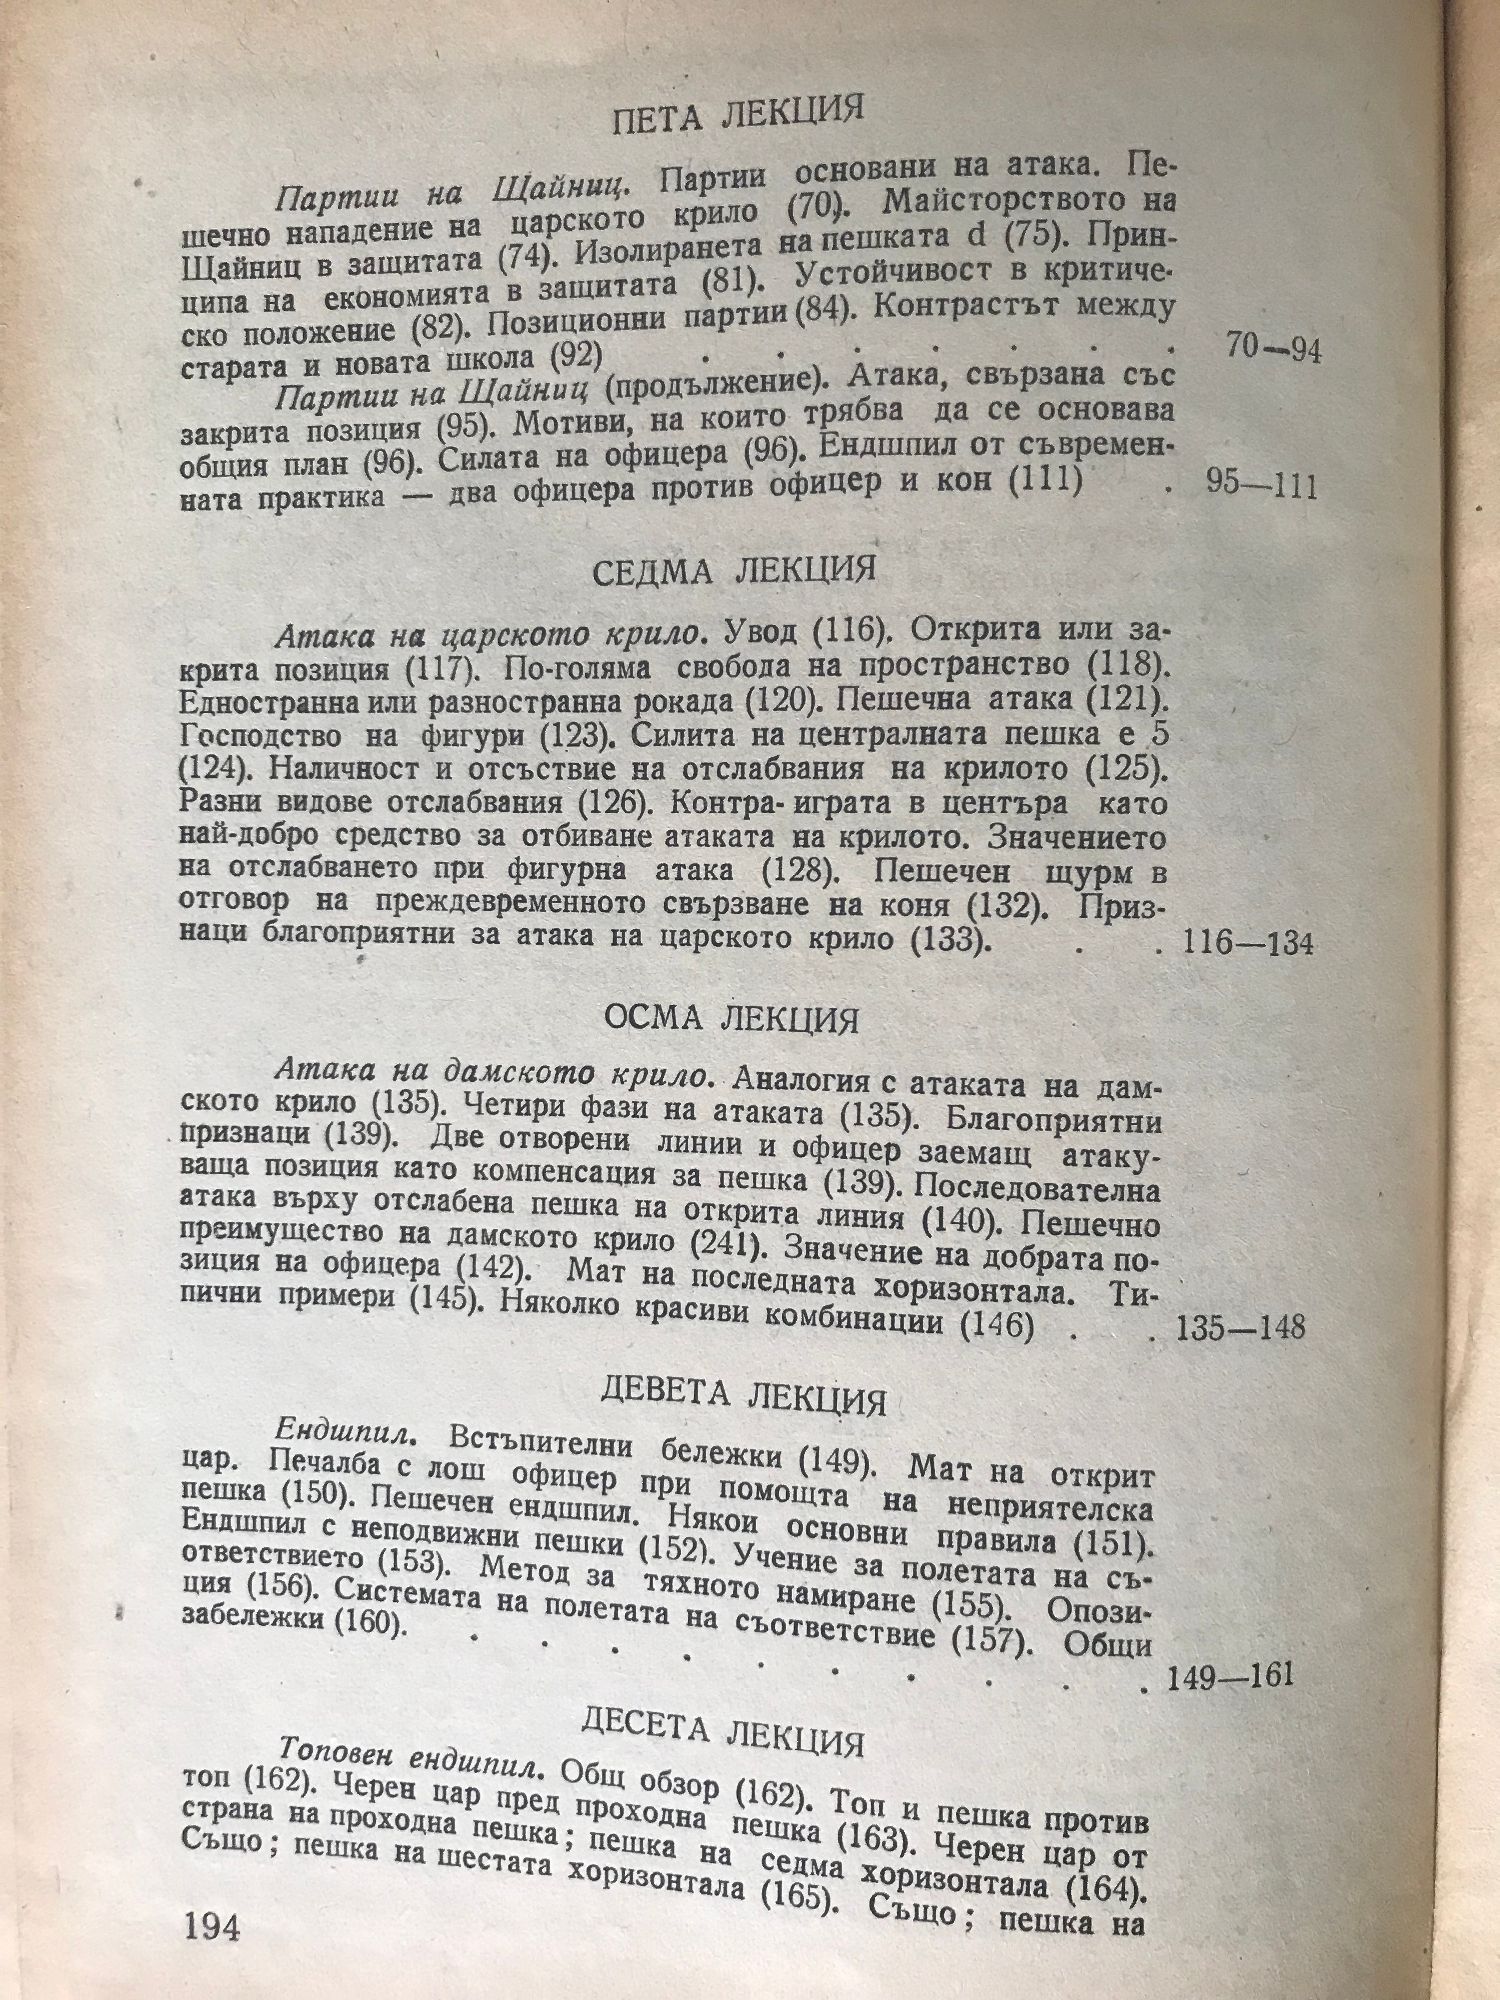 ПЕТА ЛЕКЦИЯ
Партии на Щайниц. Партии основани на атака. Пе-
шечно нападение на царското крило (70). Майсторството на
Щайниц в защитата (74). Изолиранета на пешката d (75). Прин-
ципа на економията в защитата (81). Устойчивост в критиче-
ско положение (82). Позиционни партии (84). Контрастът между
старата и новата школа (92) . . . . . . . 70—94
Партии на Щайниц (продължение). Атака, свързана със
закрита позиция (95). Мотиви, на които трябва да се основава
общия план (96). Силата на офицера (96). Ендшпил от съвремен-
ната практика — два офицера против офицер и кон (111) . 95—111
СЕДМА ЛЕКЦИЯ
Атака на царското крило. Увод (116). Открита или за-
крита позиция (117). По-голяма свобода на пространство (118).
Едностранна или разностранна рокада (120). Пешечна атака (121).
Господство на фигури (123). Силита на централната пешка е 5
(124). Наличност и отсъствие на отслабвания на крилото (125).
Разни видове отслабвания (126). Контра-играта в центъра като
най-добро средство за отбиване атаката на крилото. Значението
на отслабването при фигурна атака (128). Пешечен щурм в
отговор на преждевременното свързване на коня (132). Приз-
наци благоприятни за атака на царското крило (133). . . 116—134
ОСМА ЛЕКЦИЯ
Атака на дамското крило. Аналогия с атаката на дам-
ското крило (135). Четири фази на атаката (135). Благоприятни
признаци (139). Две отворени линии и офицер заемащ атаку-
ваща позиция като компенсация за пешка (139). Последователна
атака върху отслабена пешка на открита линия (140). Пешечно
преимущество на дамското крило (241). Значение на добрата по-
зиция на офицера (142). Мат на последната хоризонтала. Ти-
пични примери (145). Няколко красиви комбинации (146) . . 135—148
ДЕВЕТА ЛЕКЦИЯ
Ендшпил. Встъпителни бележки (149). Мат на открит
цар. Печалба с лош офицер при помощта на неприятелска
пешка (150). Пешечен ендшпил. Някои основни правила (151).
Ендшпил с неподвижни пешки (152). Учение за полетата на съ-
ответствието (153). Метод за тяхното намиране (155). Опози-
ция (156). Системата на полетата на съответствие (157). Общи
забележки (160). . . . . . . . . . . 149—161
ДЕСЕТА ЛЕКЦИЯ
Топовен ендшпил. Общ обзор (162). Топ и пешка против
топ (162). Черен цар пред проходна пешка (163). Черен цар от
страна на проходна пешка; пешка на седма хоризонтала (164).
Също; пешка на шестата хоризонтала (165). Също; пешка на
194